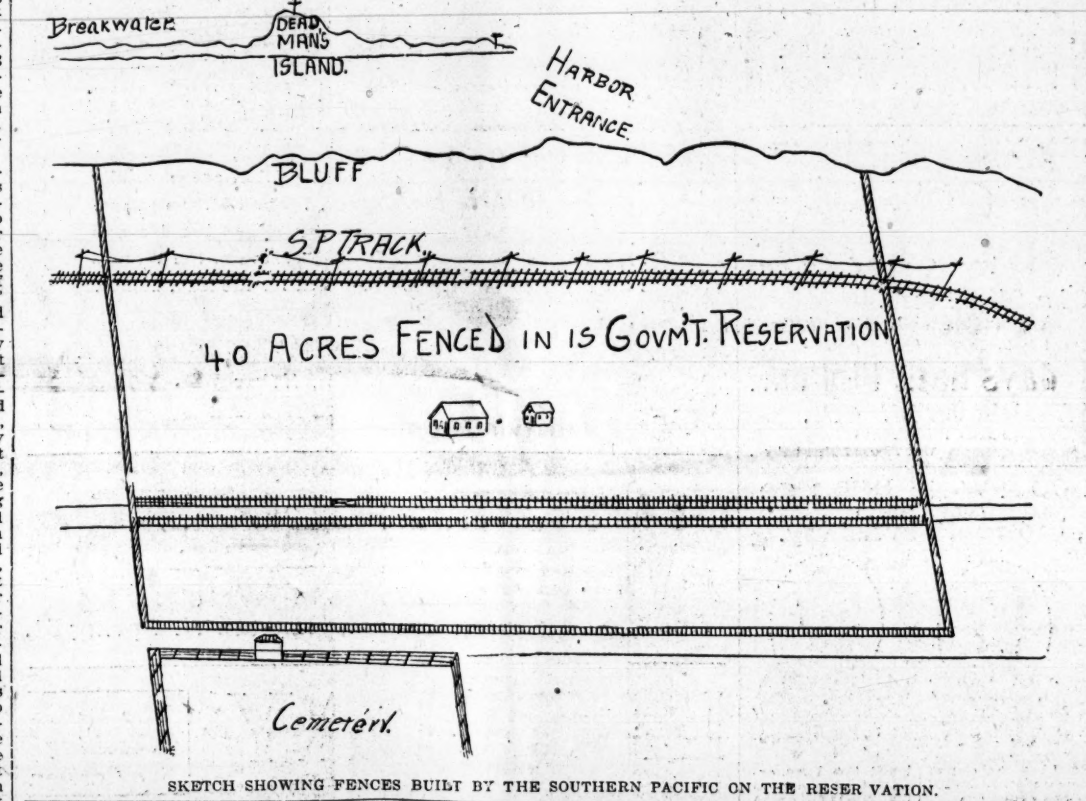 Breakwater.
DEAD
MAN'S
ISLAND.
HARBOR
ENTRANCE.
BLUFF
S.P TRACK.
40 ACRES FENCED IN IS GOVM'T. RESERVATION
Cemetery.
SKETCH SHOWING FENCES BUILT BY THE SOUTHERN PACIFIC ON THE RESER VATION.